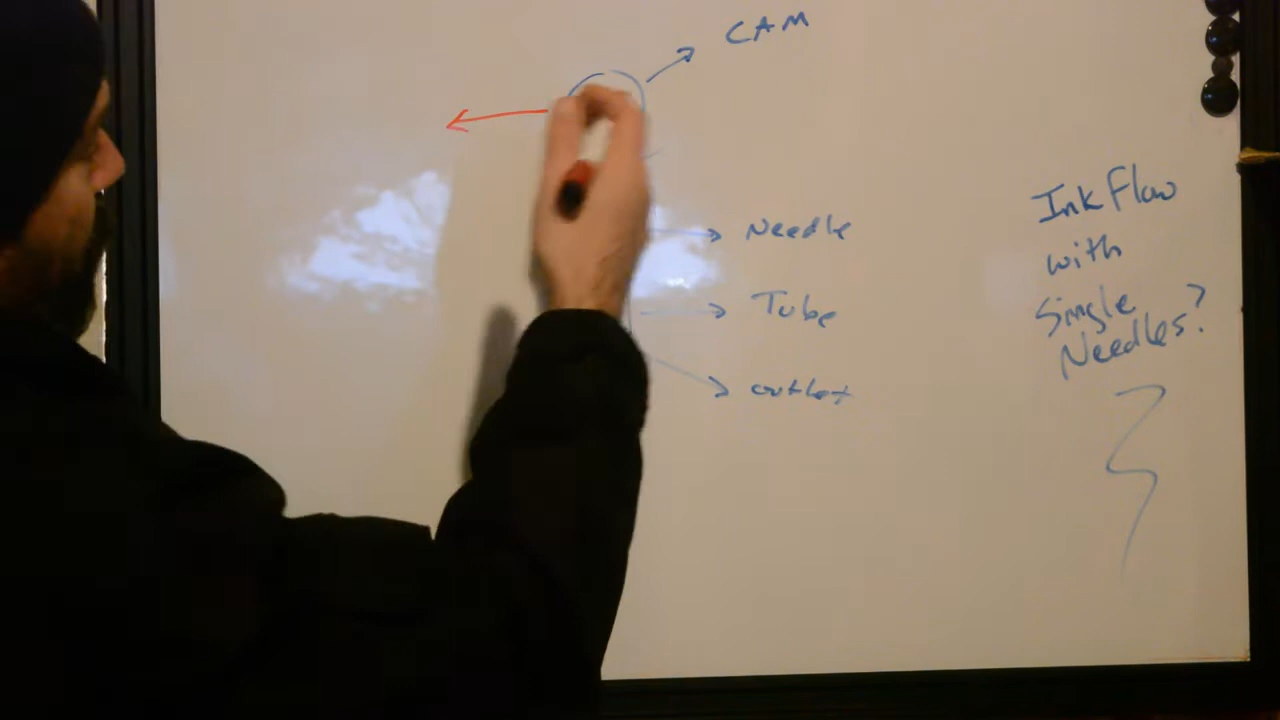 CAM
Needle
Tube
outlet
Ink Flow
with
Single
Needles?